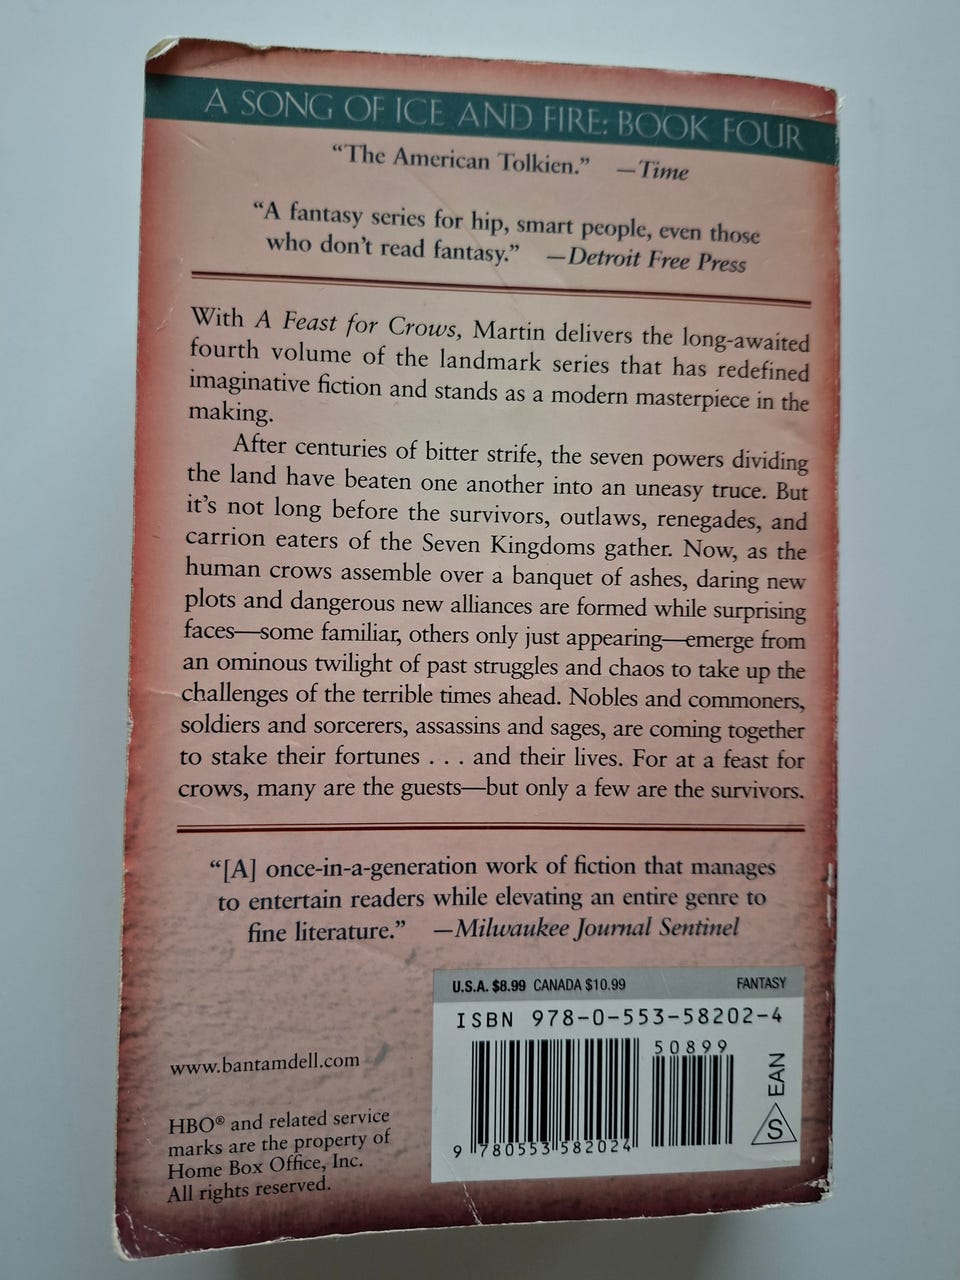 A SONG OF ICE AND FIRE: BOOK FOUR
“The American Tolkien.” —Time
“A fantasy series for hip, smart people, even those
who don’t read fantasy.” —Detroit Free Press
With A Feast for Crows, Martin delivers the long-awaited
fourth volume of the landmark series that has redefined
imaginative fiction and stands as a modern masterpiece in the
making.
After centuries of bitter strife, the seven powers dividing
the land have beaten one another into an uneasy truce. But
it’s not long before the survivors, outlaws, renegades, and
carrion eaters of the Seven Kingdoms gather. Now, as the
human crows assemble over a banquet of ashes, daring new
plots and dangerous new alliances are formed while surprising
faces—some familiar, others only just appearing—emerge from
an ominous twilight of past struggles and chaos to take up the
challenges of the terrible times ahead. Nobles and commoners,
soldiers and sorcerers, assassins and sages, are coming together
to stake their fortunes . . . and their lives. For at a feast for
crows, many are the guests—but only a few are the survivors.
“[A] once-in-a-generation work of fiction that manages
to entertain readers while elevating an entire genre to
fine literature.” —Milwaukee Journal Sentinel
U.S.A. $8.99 CANADA $10.99 FANTASY
ISBN 978-0-553-58202-4
50899
9 780553 582024
S EAN
www.bantamdell.com
HBO® and related service
marks are the property of
Home Box Office, Inc.
All rights reserved.